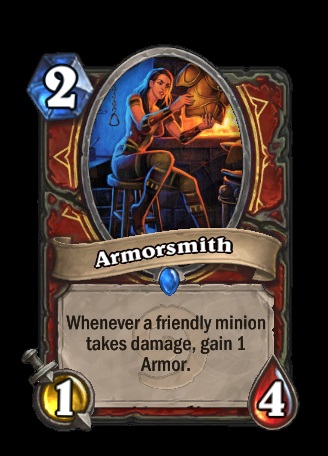 2
Armorsmith
Whenever a friendly minion
takes damage, gain 1
Armor.
1
4